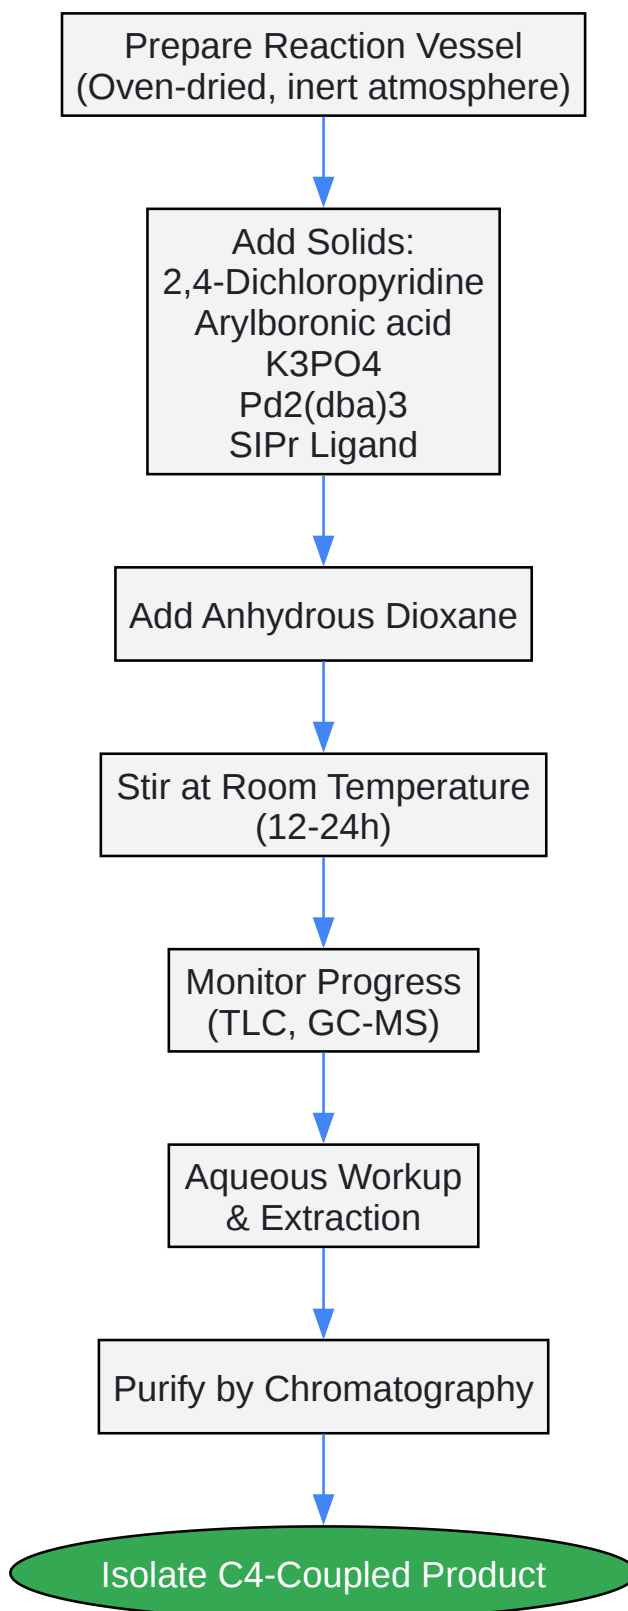 Prepare Reaction Vessel
(Oven-dried, inert atmosphere)
Add Solids:
2,4-Dichloropyridine
Arylboronic acid
K3PO4
Pd2(dba)3
SIPr Ligand
Add Anhydrous Dioxane
Stir at Room Temperature
(12-24h)
Monitor Progress
(TLC, GC-MS)
Aqueous Workup
& Extraction
Purify by Chromatography
Isolate C4-Coupled Product